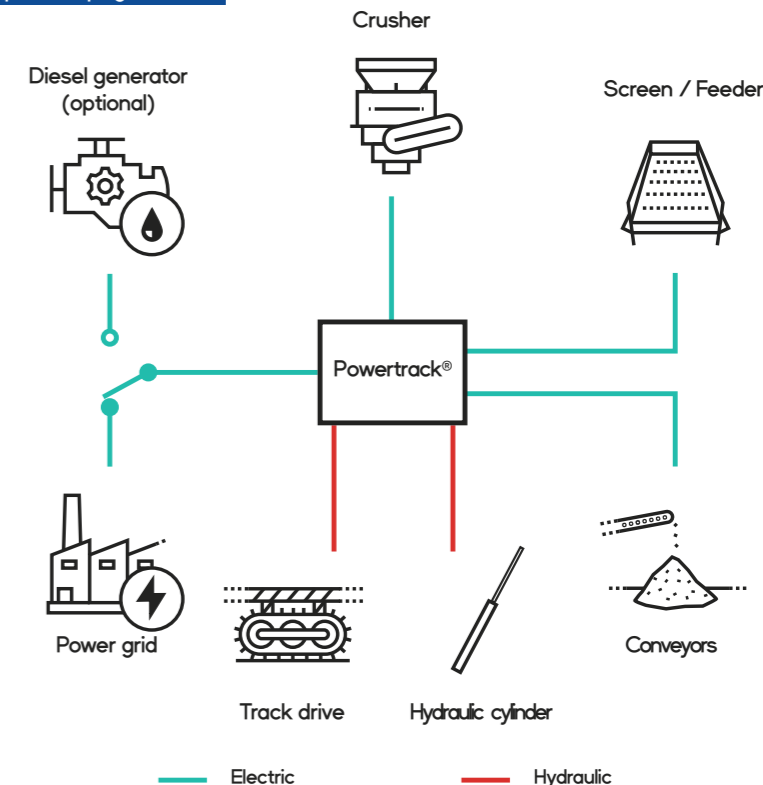 Crusher
Diesel generator
(optional)
Screen / Feeder
Powertrack®
Power grid
Conveyors
Track drive
Hydraulic cylinder
Electric
Hydraulic